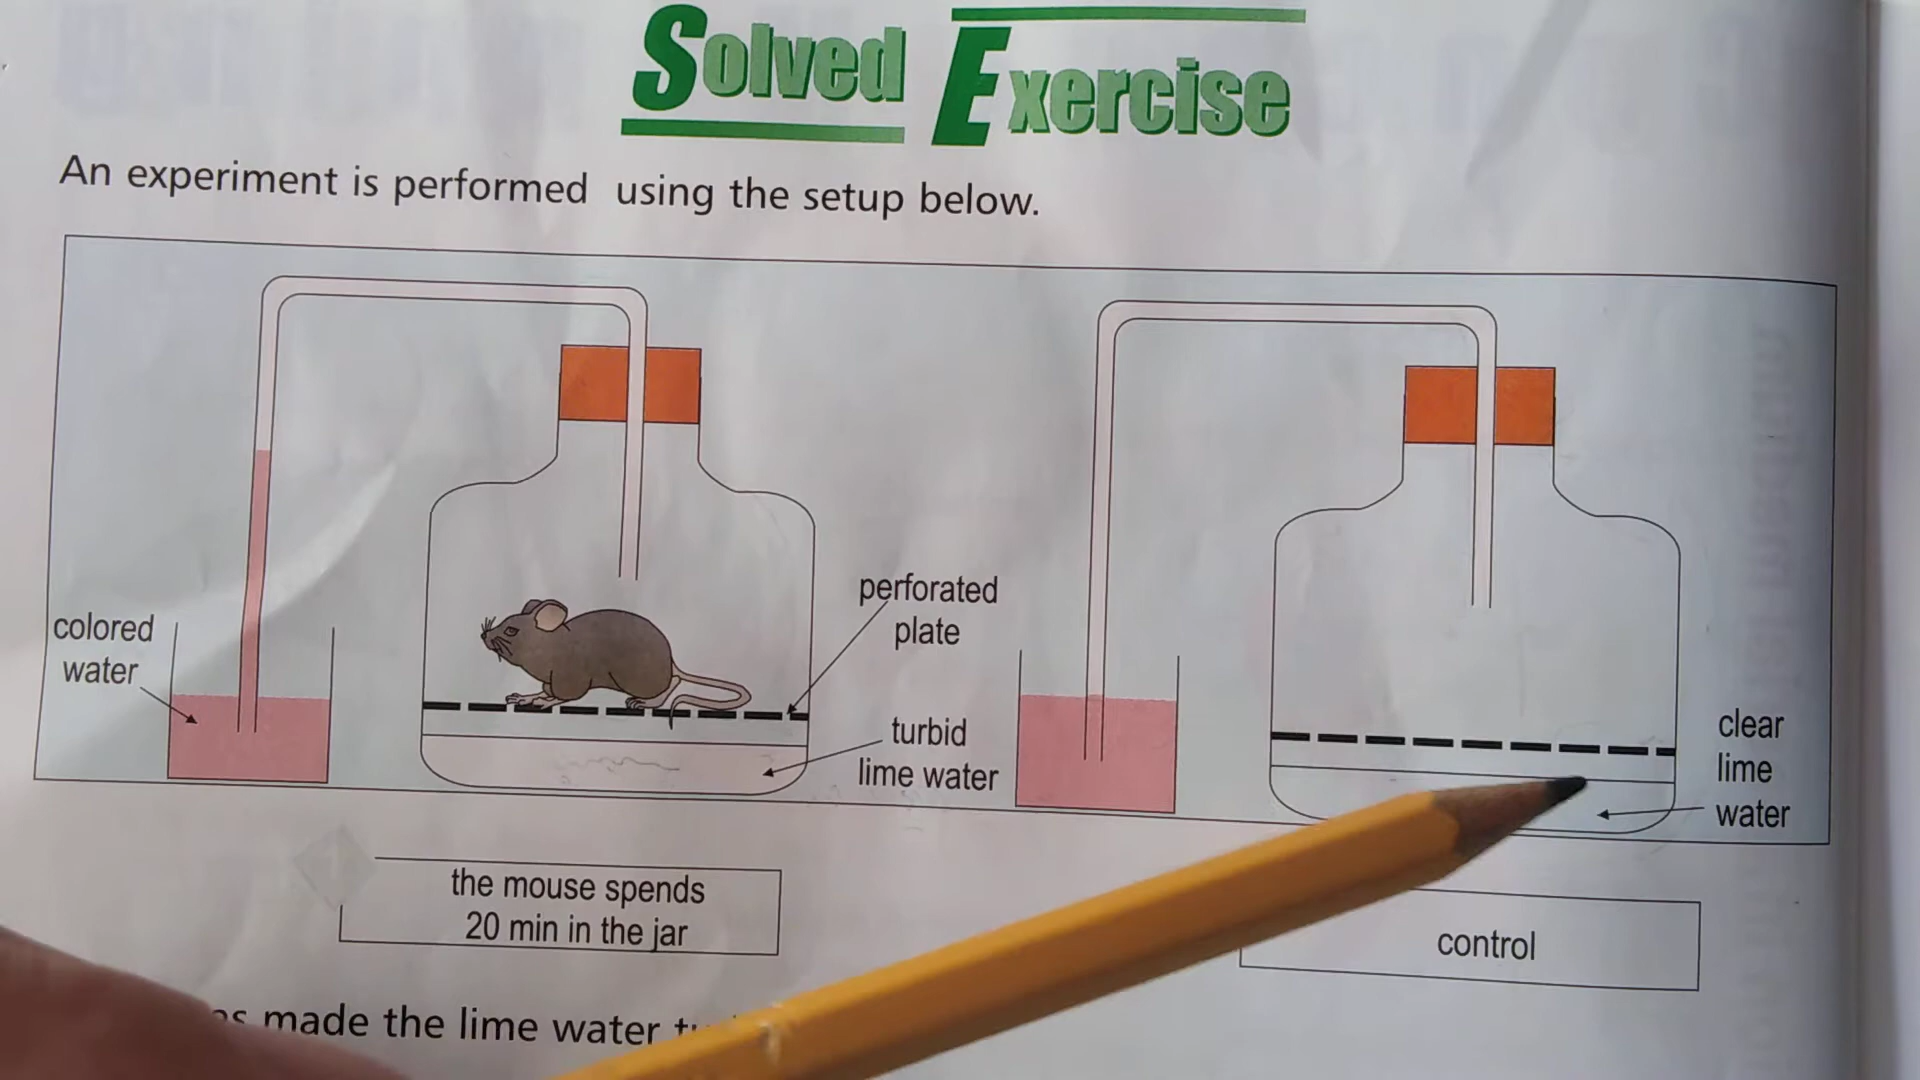 Solved Exercise
An experiment is performed using the setup below.
colored
water
perforated
plate
turbid
lime water
clear
lime
water
the mouse spends
20 min in the jar
control
made the lime water